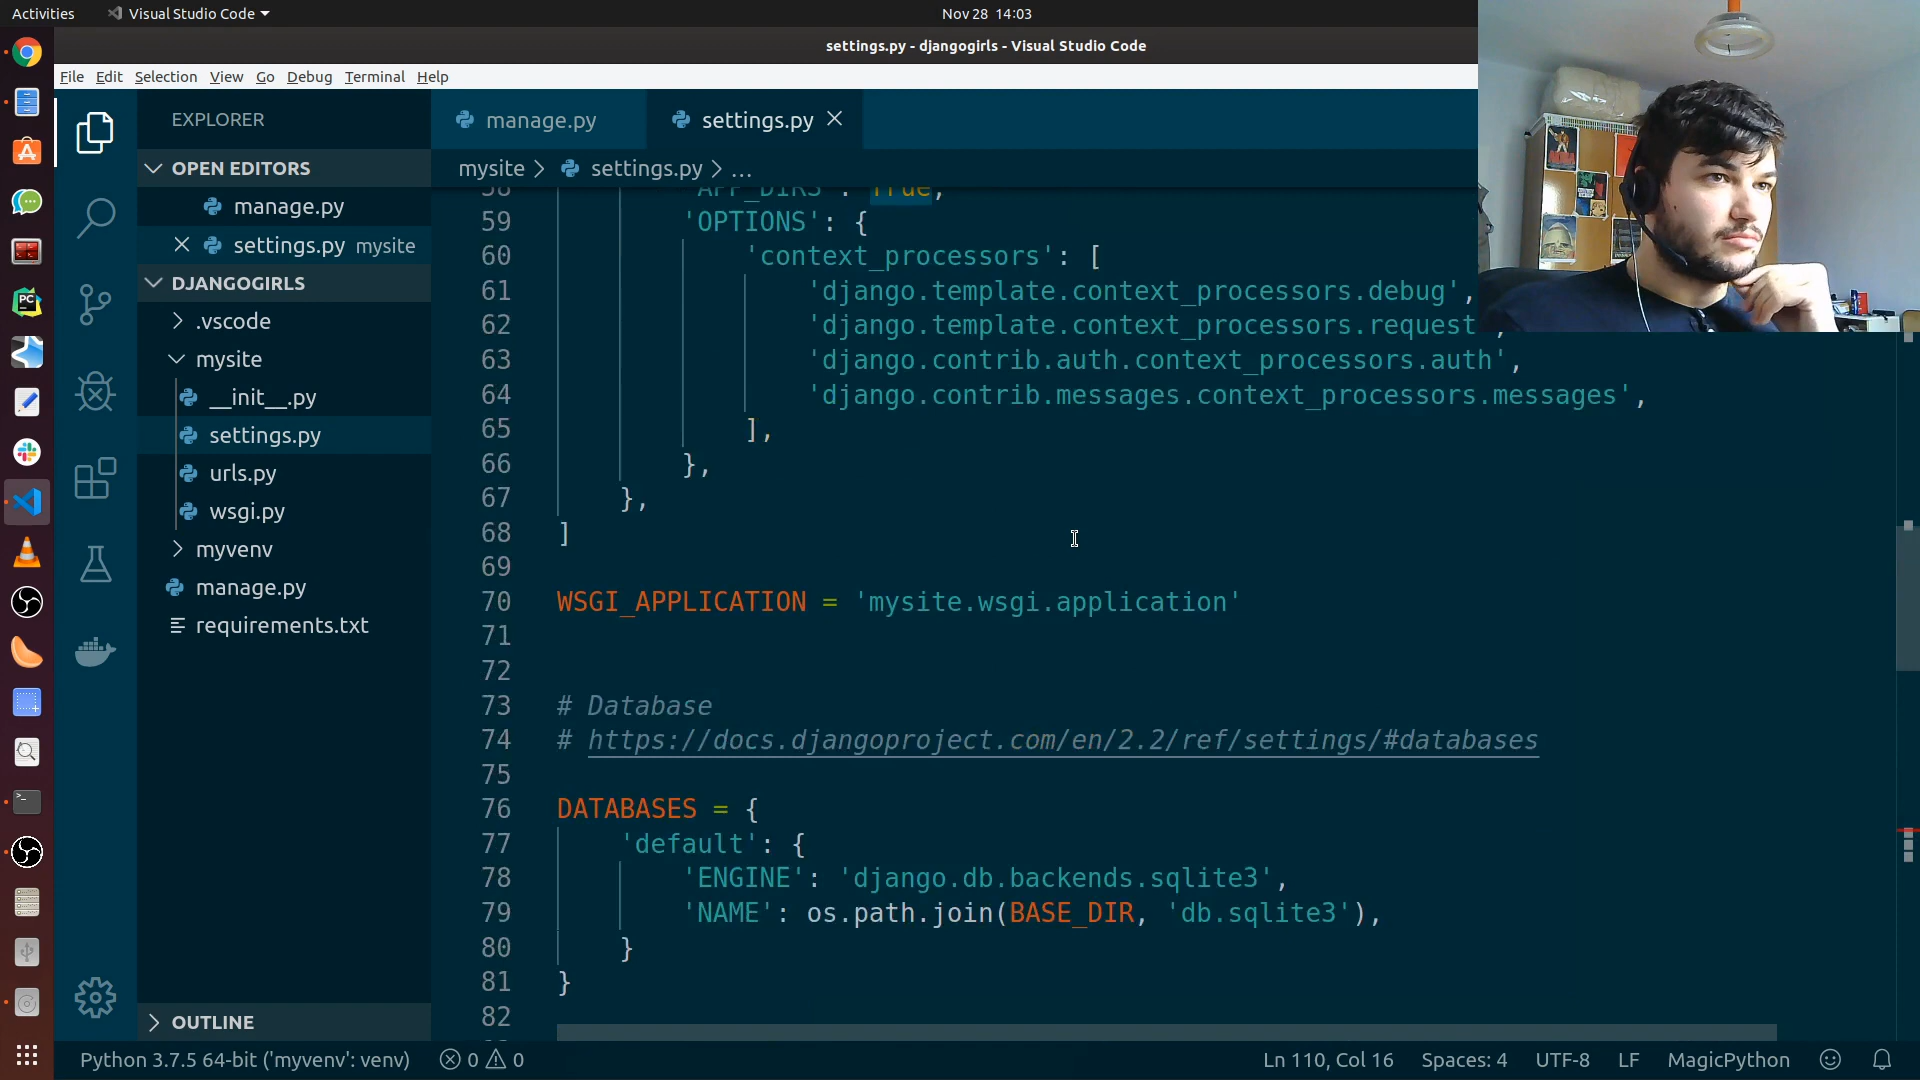 Activities
Visual Studio Code
Nov 28 14:03
settings.py - djangogirls - Visual Studio Code
File Edit Selection View Go Debug Terminal Help
EXPLORER
OPEN EDITORS
manage.py
settings.py mysite
DJANGOGIRLS
.vscode
mysite
__init__.py
settings.py
urls.py
wsgi.py
myvenv
manage.py
requirements.txt
OUTLINE
manage.py
settings.py
mysite > settings.py > ...
58 'APP_DIRS': True,
59 'OPTIONS': {
60 'context_processors': [
61 'django.template.context_processors.debug',
62 'django.template.context_processors.request',
63 'django.contrib.auth.context_processors.auth',
64 'django.contrib.messages.context_processors.messages',
65 ],
66 },
67 },
68 ]
69
70 WSGI_APPLICATION = 'mysite.wsgi.application'
71
72
73 # Database
74 # https://docs.djangoproject.com/en/2.2/ref/settings/#databases
75
76 DATABASES = {
77 'default': {
78 'ENGINE': 'django.db.backends.sqlite3',
79 'NAME': os.path.join(BASE_DIR, 'db.sqlite3'),
80 }
81 }
82
Python 3.7.5 64-bit ('myvenv': venv) 0 0 Ln 110, Col 16 Spaces: 4 UTF-8 LF MagicPython